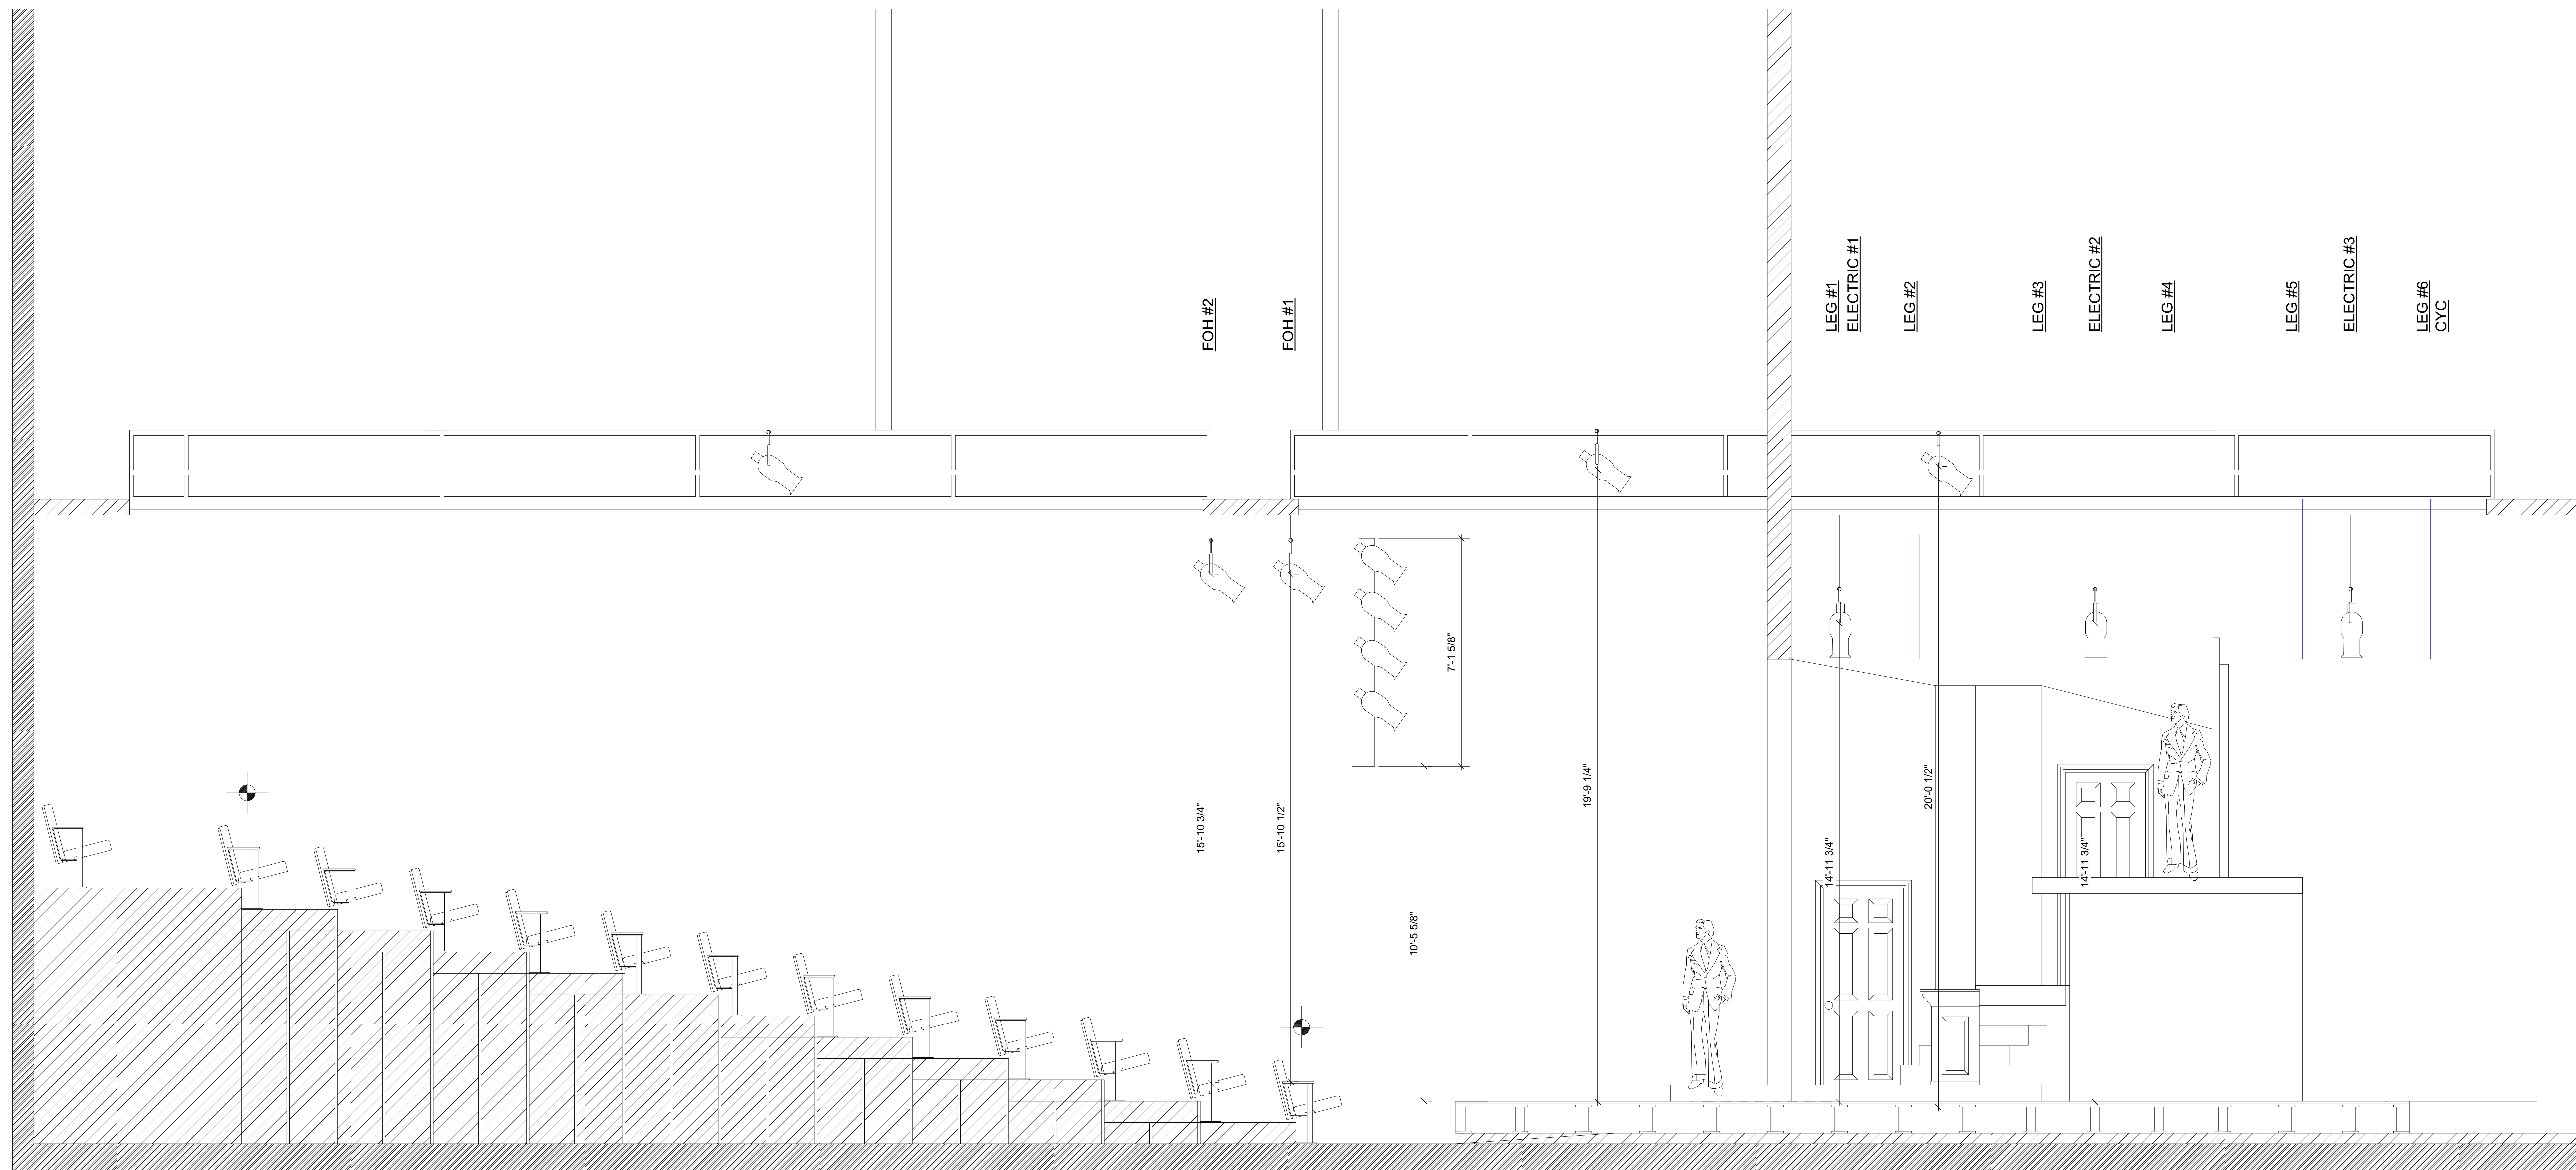 FOH #2
FOH #1
LEG #1
ELECTRIC #1
LEG #2
LEG #3
ELECTRIC #2
LEG #4
LEG #5
ELECTRIC #3
LEG #6
CYC
15'-10 3/4"
15'-10 1/2"
7'-1 5/8"
10'-5 5/8"
19'-9 1/4"
14'-11 3/4"
20'-0 1/2"
14'-11 3/4"